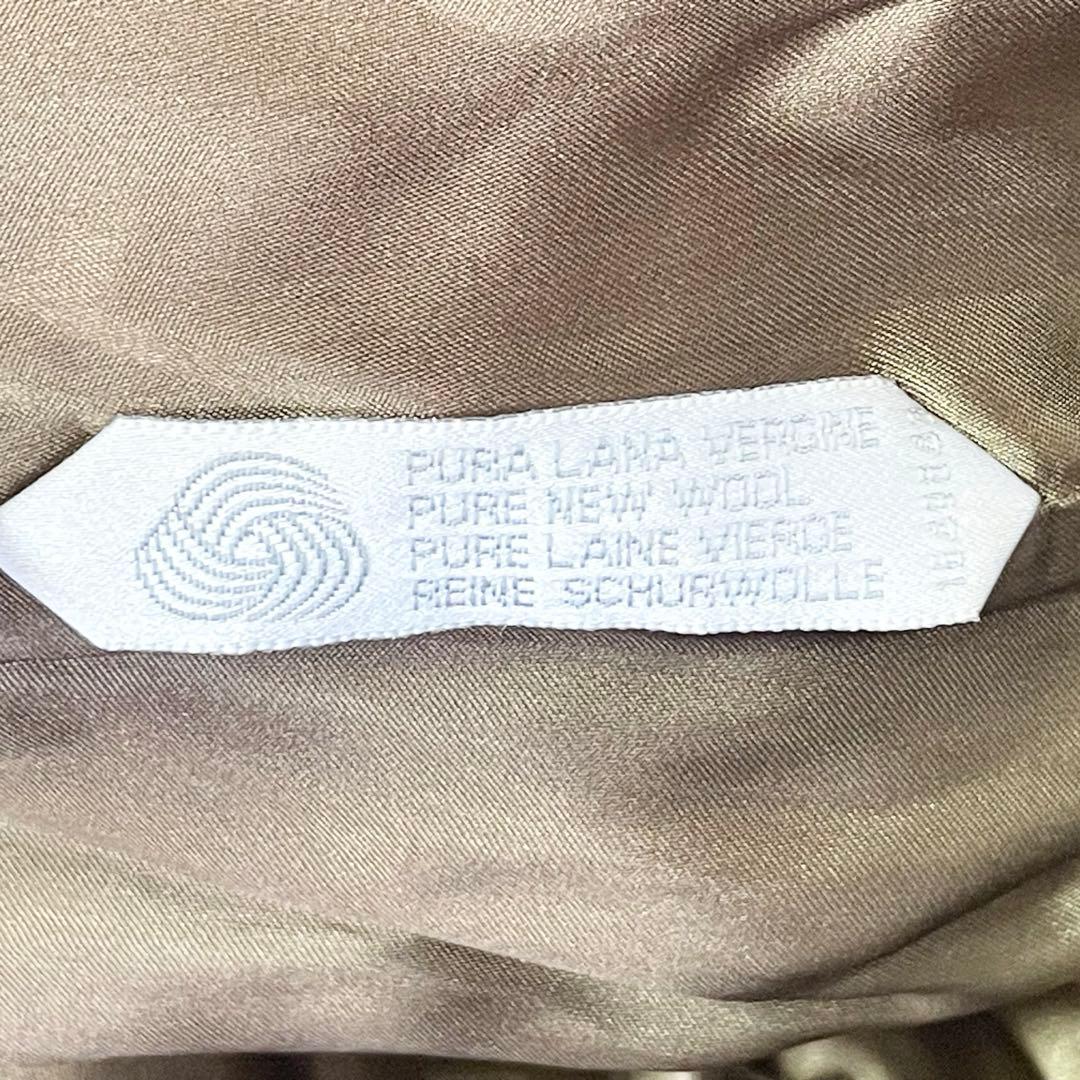 PURA LANA VERGINE
PURE NEW WOOL
PURE LAINE VIERGE
REINE SCHURWOLLE